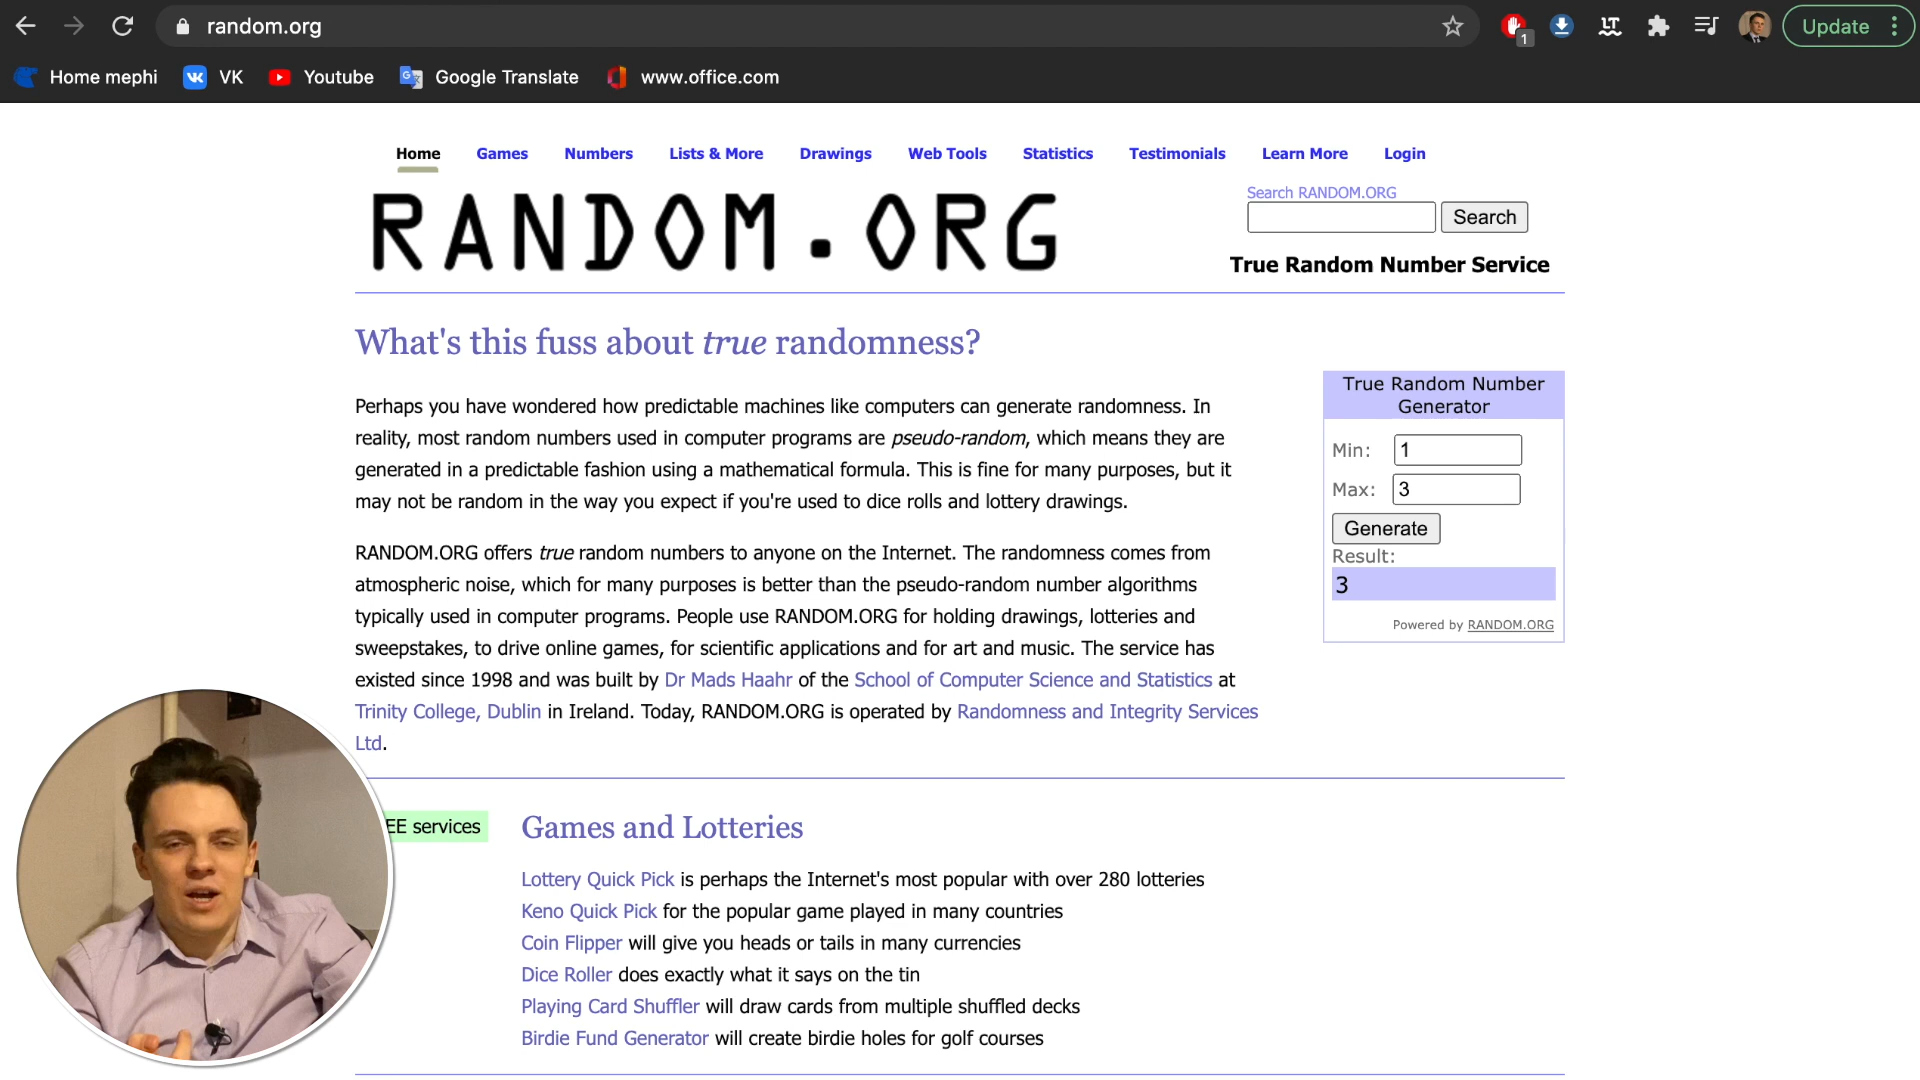 random.org
1
Update
Home mephi
VK
Youtube
Google Translate
www.office.com
Home
Games
Numbers
Lists & More
Drawings
Web Tools
Statistics
Testimonials
Learn More
Login
RANDOM.ORG
Search RANDOM.ORG
Search
True Random Number Service
What's this fuss about true randomness?
Perhaps you have wondered how predictable machines like computers can generate randomness. In
reality, most random numbers used in computer programs are pseudo-random, which means they are
generated in a predictable fashion using a mathematical formula. This is fine for many purposes, but it
may not be random in the way you expect if you're used to dice rolls and lottery drawings.
RANDOM.ORG offers true random numbers to anyone on the Internet. The randomness comes from
atmospheric noise, which for many purposes is better than the pseudo-random number algorithms
typically used in computer programs. People use RANDOM.ORG for holding drawings, lotteries and
sweepstakes, to drive online games, for scientific applications and for art and music. The service has
existed since 1998 and was built by Dr Mads Haahr of the School of Computer Science and Statistics at
Trinity College, Dublin in Ireland. Today, RANDOM.ORG is operated by Randomness and Integrity Services
Ltd.
True Random Number
Generator
Min: 1
Max: 3
Generate
Result:
3
Powered by RANDOM.ORG
EE services
Games and Lotteries
Lottery Quick Pick is perhaps the Internet's most popular with over 280 lotteries
Keno Quick Pick for the popular game played in many countries
Coin Flipper will give you heads or tails in many currencies
Dice Roller does exactly what it says on the tin
Playing Card Shuffler will draw cards from multiple shuffled decks
Birdie Fund Generator will create birdie holes for golf courses